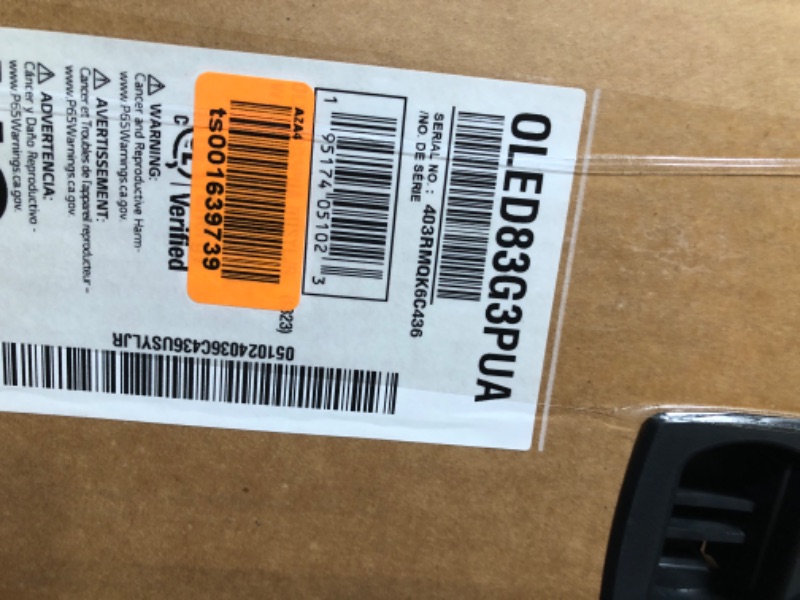 OLED83G3PUA
SERIAL NO. : 403RMQK6C436
/NO. DE SÉRIE
1 95174 05102 3
AZA4
ts001639739
Verified
⚠ WARNING:
Cancer and Reproductive Harm-
www.P65Warnings.ca.gov.
⚠ AVERTISSEMENT:
Cancer et Troubles de l'appareil reproducteur –
www.P65Warnings.ca.gov.
⚠ ADVERTENCIA:
Cáncer y Daño Reproductivo -
www.P65Warnings.ca.gov.
051024036C436USYLJR